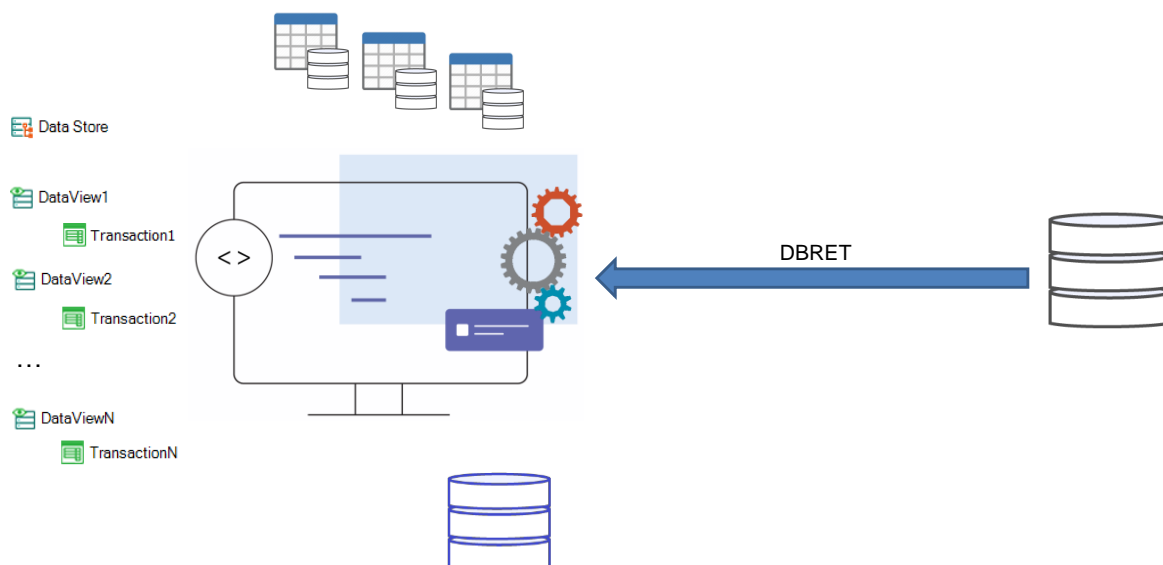 Data Store
DataView1
Transaction1
DataView2
Transaction2
...
DataViewN
TransactionN
< >
DBRET